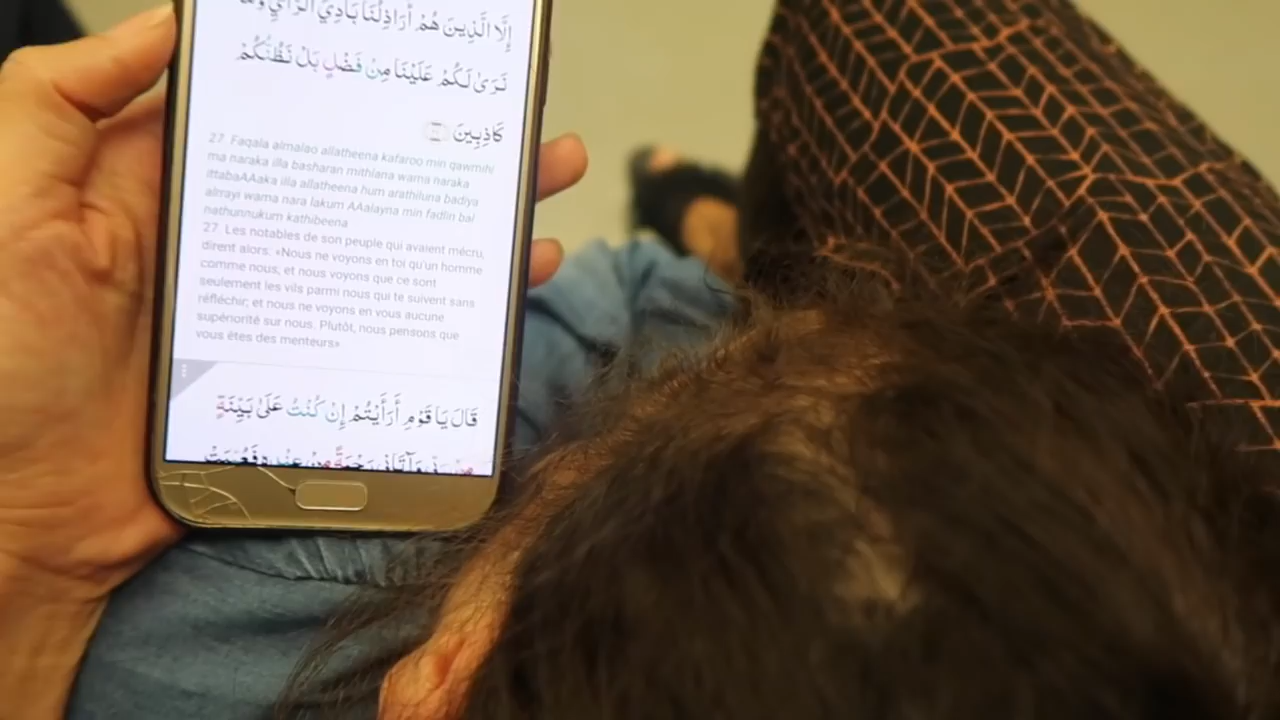 إِلَّا الَّذِينَ هُمْ أَرَاذِلُنَا بَادِيَ الرَّأْيِ وَمَا
نَرَىٰ لَكُمْ عَلَيْنَا مِن فَضْلٍ بَلْ نَظُنُّكُمْ
كَاذِبِينَ
27. Faqala almalao allatheena kafaroo min qawmihi
ma naraka illa basharan mithlana wama naraka
ittabaAAaka illa allatheena hum arathiluna badiya
alrrayi wama nara lakum AAalayna min fadlin bal
nathunnukum kathibeena
27. Les notables de son peuple qui avaient mécru,
dirent alors: «Nous ne voyons en toi qu'un homme
comme nous; et nous voyons que ce sont
seulement les vils parmi nous qui te suivent sans
réfléchir; et nous ne voyons en vous aucune
supériorité sur nous. Plutôt, nous pensons que
vous êtes des menteurs»
قَالَ يَا قَوْمِ أَرَأَيْتُمْ إِن كُنتُ عَلَىٰ بَيِّنَةٍ